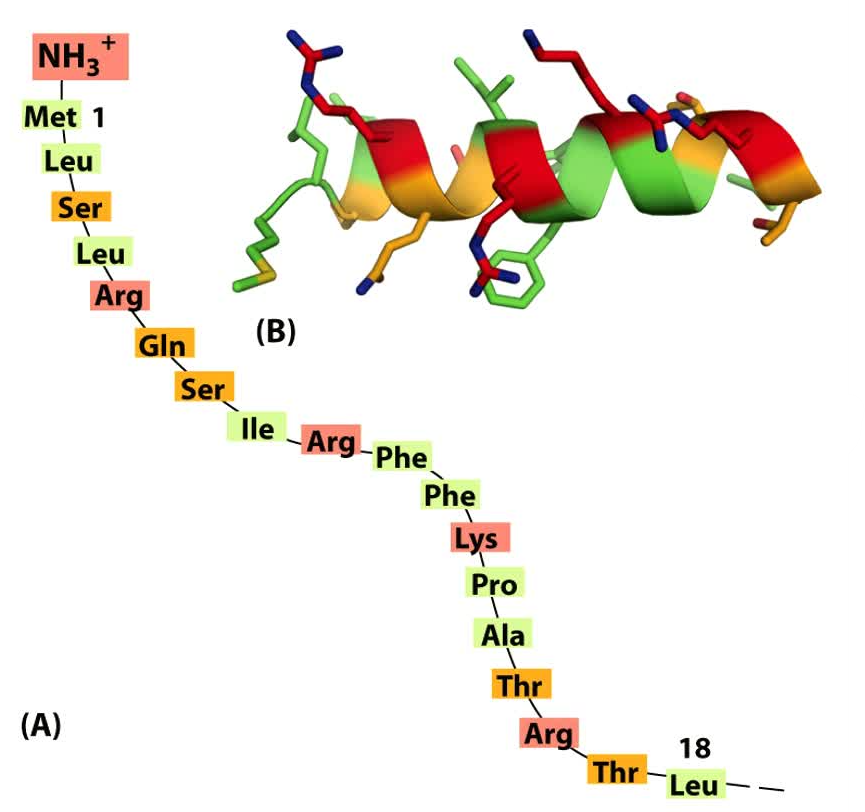 NH3+
Met 1
Leu
Ser
Leu
Arg
Gln
Ser
Ile
Arg
Phe
Phe
Lys
Pro
Ala
Thr
Arg
Thr
18
Leu
(A)
(B)